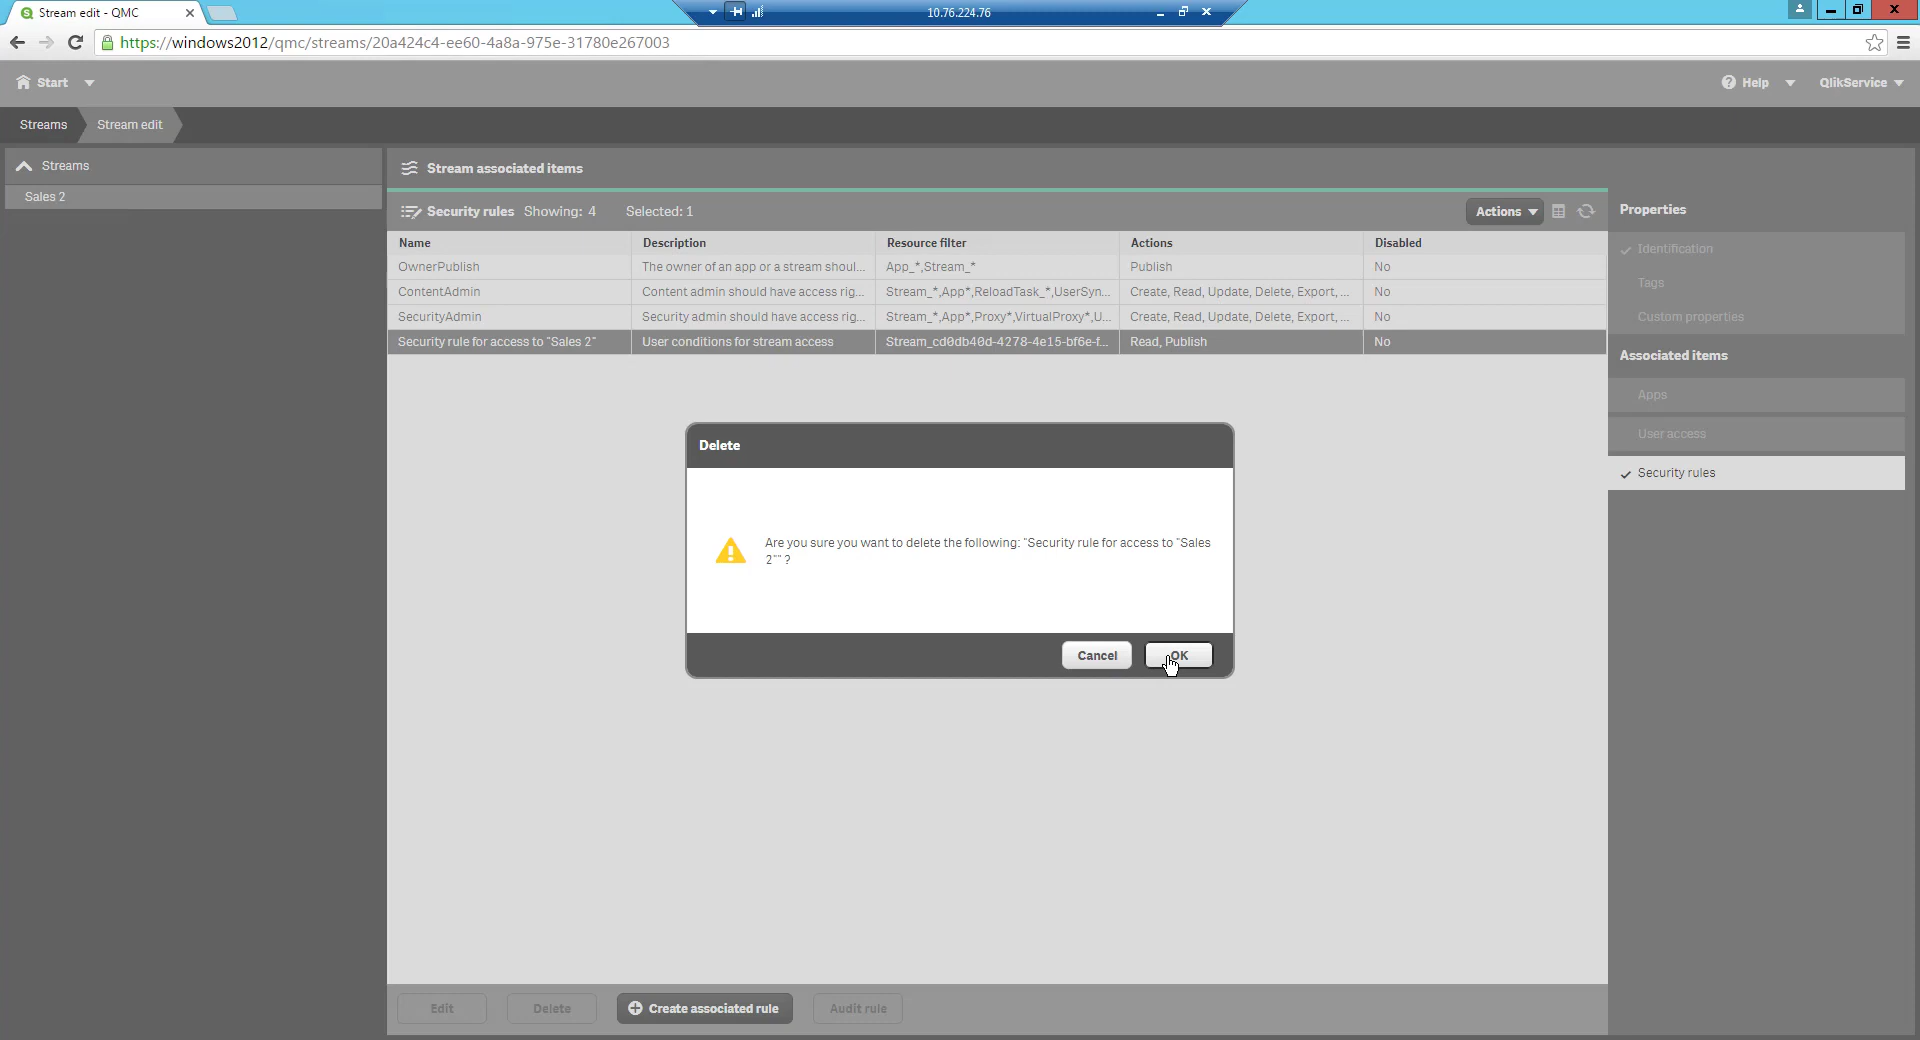 Stream edit - QMC
10.76.224.76
https://windows2012/qmc/streams/20a424c4-ee60-4a8a-975e-31780e267003
Start
Help
QlikService
Streams
Stream edit
Streams
Sales 2
Stream associated items
Security rules Showing: 4 Selected: 1
Actions
Name Description Resource filter Actions Disabled
OwnerPublish The owner of an app or a stream shoul... App_*,Stream_* Publish No
ContentAdmin Content admin should have access rig... Stream_*,App*,ReloadTask_*,UserSyn... Create, Read, Update, Delete, Export, ... No
SecurityAdmin Security admin should have access rig... Stream_*,App*,Proxy*,VirtualProxy*,U... Create, Read, Update, Delete, Export, ... No
Security rule for access to "Sales 2" User conditions for stream access Stream_cd0db40d-4278-4e15-bf6e-f... Read, Publish No
Properties
Identification
Tags
Custom properties
Associated items
Apps
User access
Security rules
Delete
Are you sure you want to delete the following: "Security rule for access to "Sales
2"" ?
Cancel
OK
Edit
Delete
Create associated rule
Audit rule